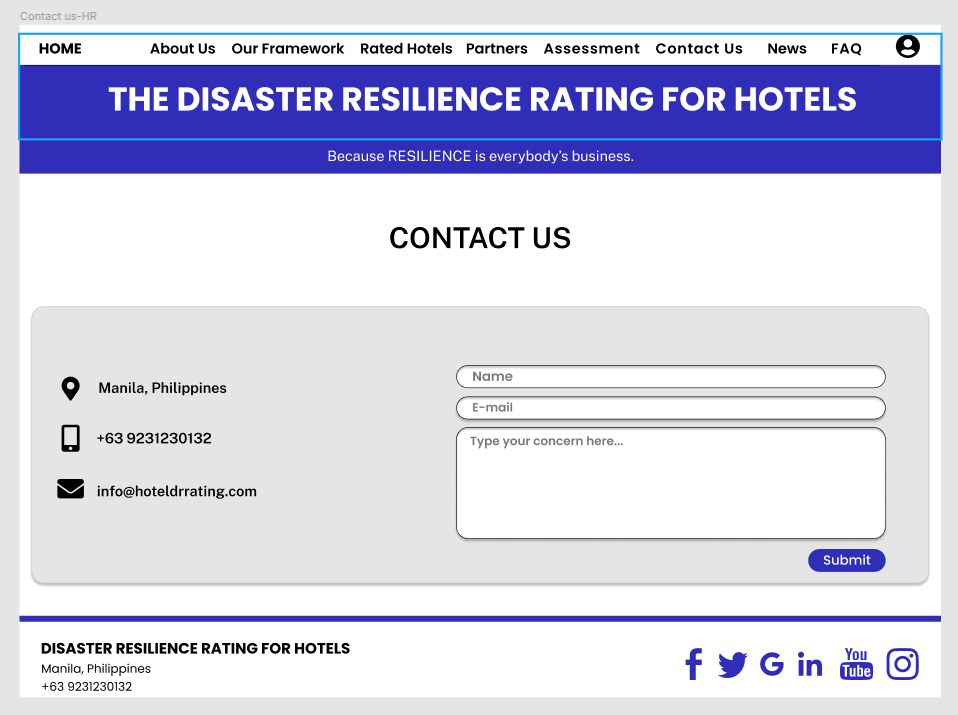 Contact us-HR
HOME About Us Our Framework Rated Hotels Partners Assessment Contact Us News FAQ
THE DISASTER RESILIENCE RATING FOR HOTELS
Because RESILIENCE is everybody's business.
CONTACT US
Manila, Philippines
+63 9231230132
info@hoteldrrating.com
Name
E-mail
Type your concern here...
Submit
DISASTER RESILIENCE RATING FOR HOTELS
Manila, Philippines
+63 9231230132
You
Tube